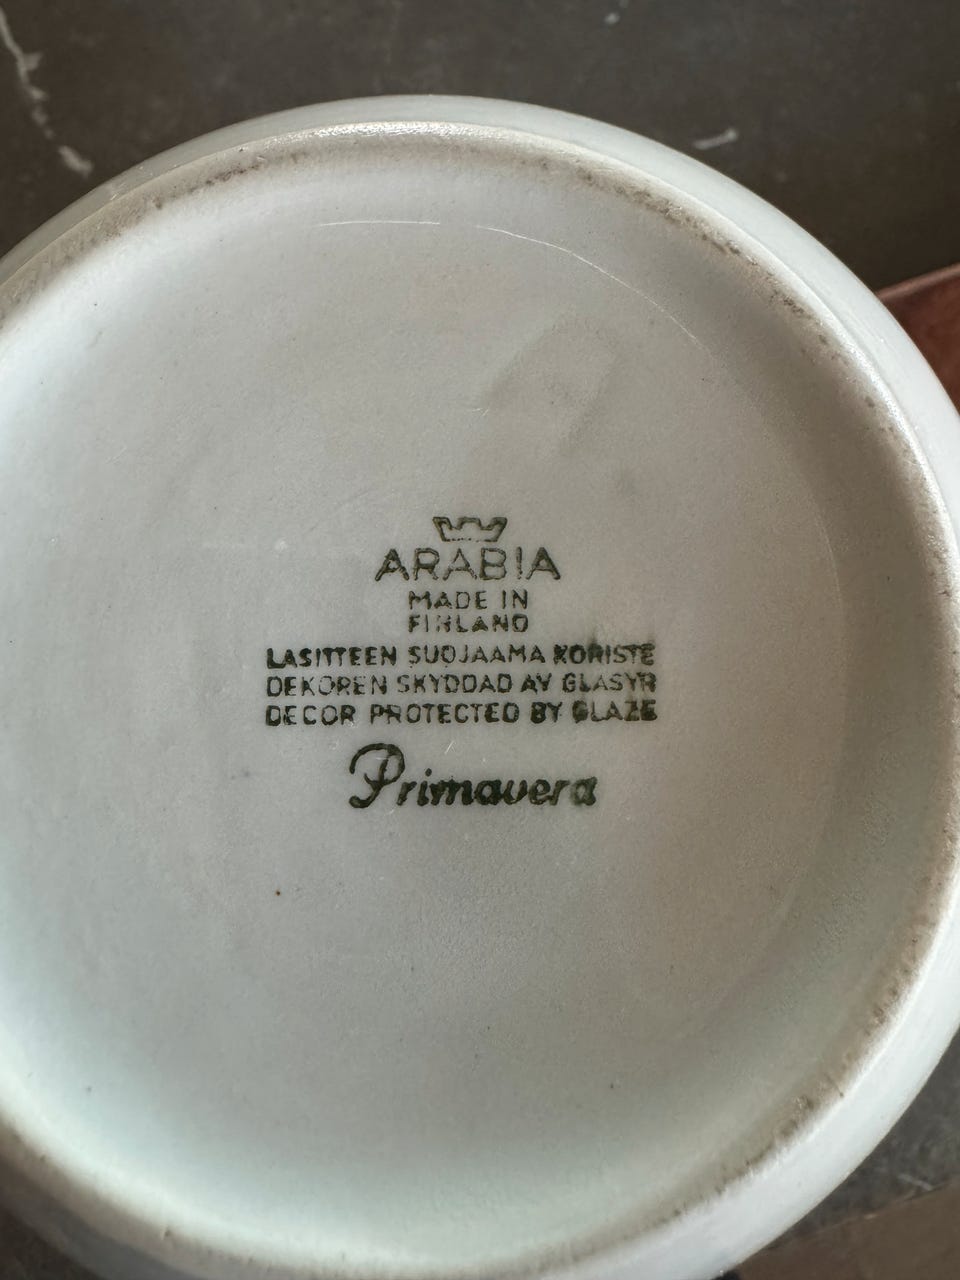 ARABIA
MADE IN
FINLAND
LASITTEEN SUOJAAMA KORISTE
DEKOREN SKYDDAD AV GLASYR
DECOR PROTECTED BY GLAZE
Primavera